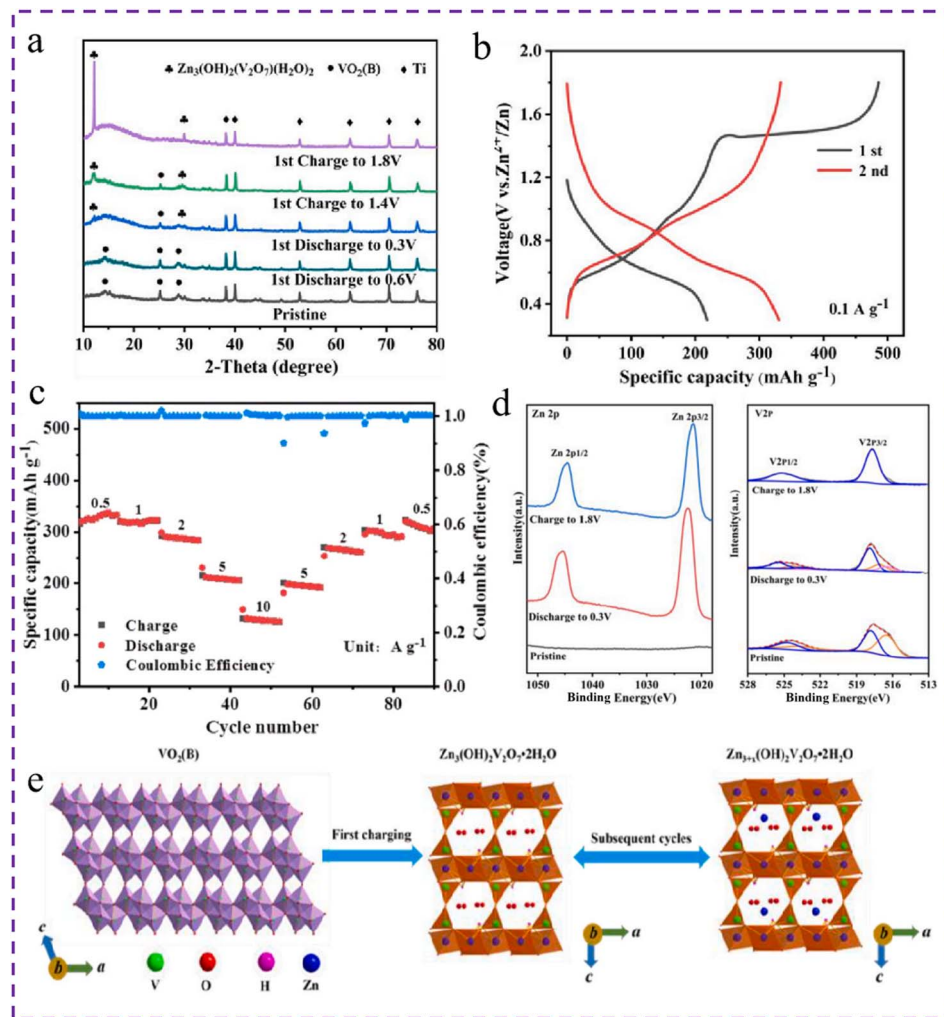 a
♣ Zn₃(OH)₂(V₂O₇)(H₂O)₂ • VO₂(B) ♦ Ti
1st Charge to 1.8V
1st Charge to 1.4V
1st Discharge to 0.3V
1st Discharge to 0.6V
Pristine
10 20 30 40 50 60 70 80
2-Theta (degree)
b
Voltage(V vs.Zn²⁺/Zn)
2.0
1.6
1.2
0.8
0.4
1 st
2 nd
0.1 A g⁻¹
0 100 200 300 400 500
Specific capacity (mAh g⁻¹)
c
Specific capacity/mAh g⁻¹)
500
400
300
200
100
0
0.5 1 2 5 10 5 2 1 0.5
Charge
Discharge
Coulombic Efficiency
Unit: A g⁻¹
1.0
0.8
0.6
0.4
0.2
0.0
Coulombic efficiency(%)
20 40 60 80
Cycle number
d
Zn 2p
Zn 2p3/2
Zn 2p1/2
Charge to 1.8V
Discharge to 0.3V
Pristine
Intensity(a.u.)
1050 1040 1030 1020
Binding Energy(eV)
V2P
V2P3/2
V2P1/2
Charge to 1.8V
Discharge to 0.3V
Pristine
Intensity(a.u.)
528 525 522 519 516 513
Binding Energy(eV)
e
VO₂(B)
Zn₃(OH)₂V₂O₇•2H₂O
Zn₃₊ₓ(OH)₂V₂O₇•2H₂O
First charging
Subsequent cycles
c b a
V O H Zn
b a c
b a c